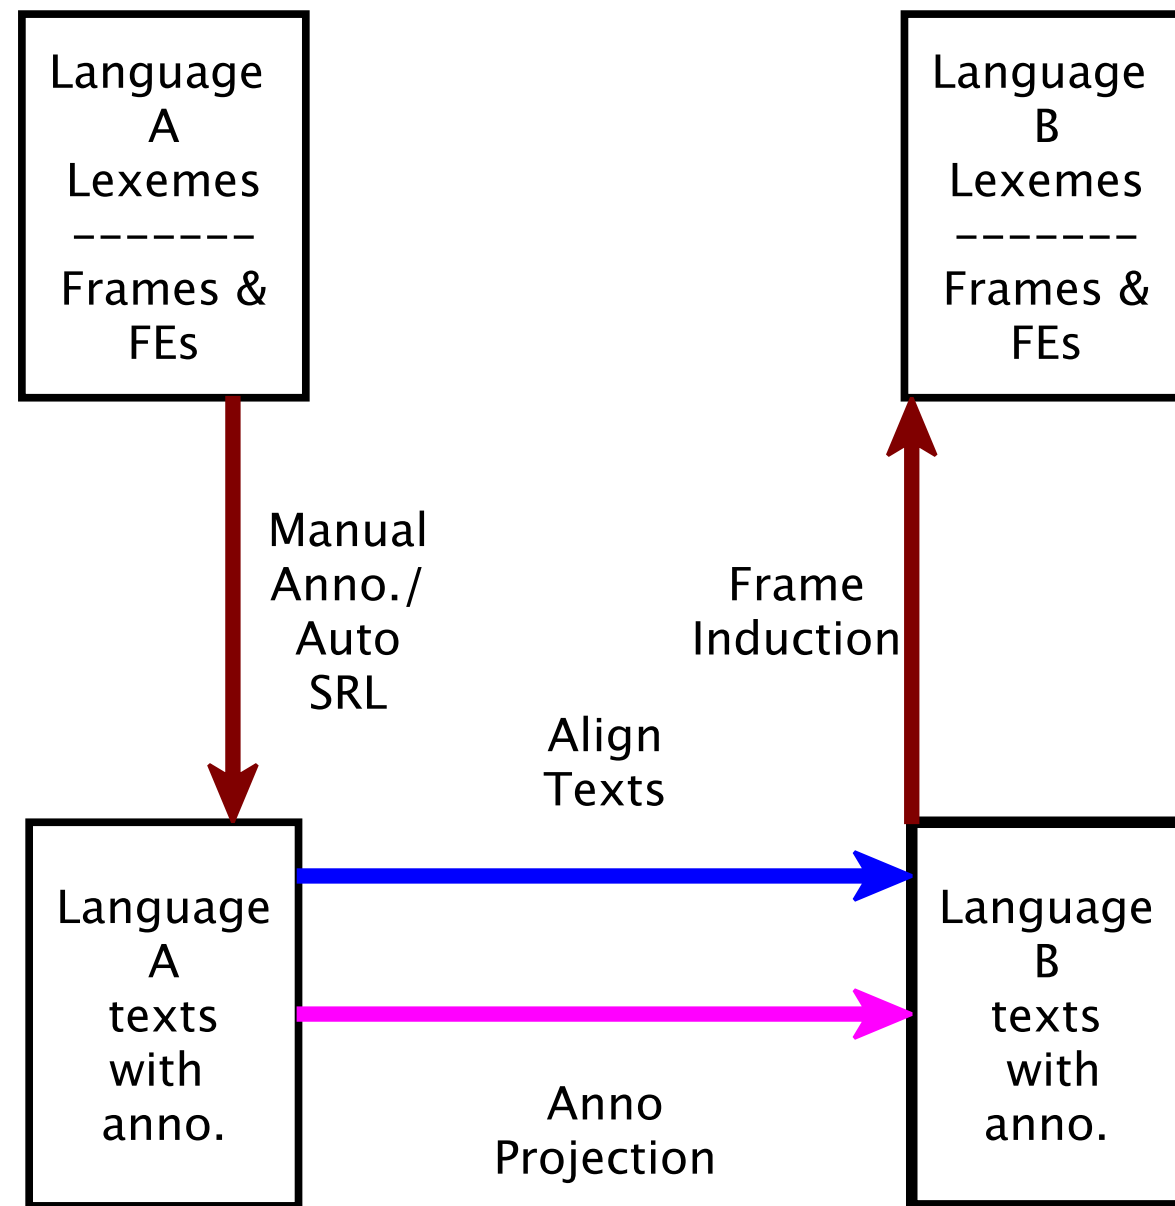 Language
A
Lexemes
-------
Frames &
FEs
Language
B
Lexemes
-------
Frames &
FEs
Manual
Anno./
Auto
SRL
Frame
Induction
Align
Texts
Language
A
texts
with
anno.
Language
B
texts
with
anno.
Anno
Projection